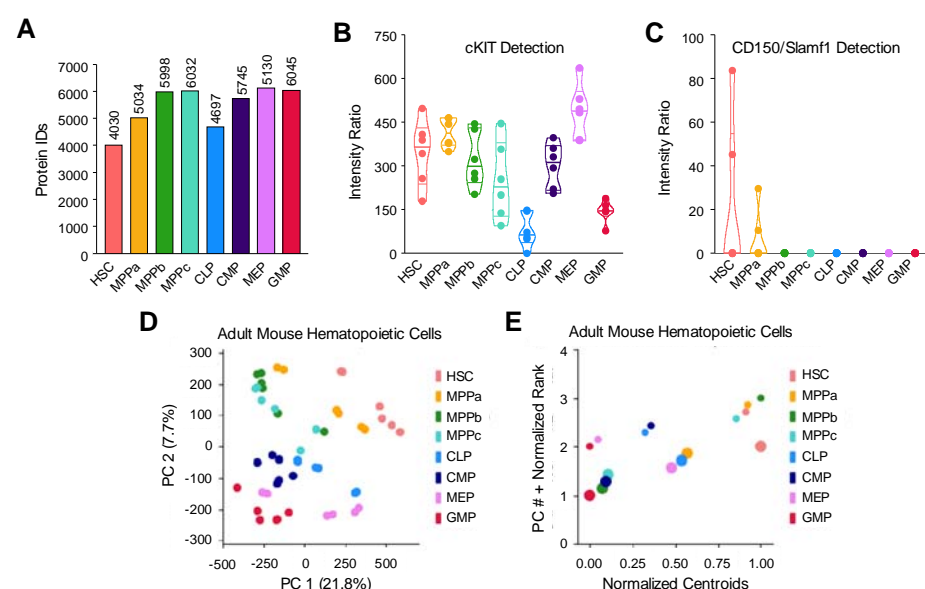 A
Protein IDs
7000
6000
5000
4000
3000
2000
1000
0
4030
5034
5998
6032
4697
5745
5130
6045
HSC
MPPa
MPPb
MPPc
CLP
CMP
MEP
GMP
B
cKIT Detection
Intensity Ratio
750
600
450
300
150
0
HSC
MPPa
MPPb
MPPc
CLP
CMP
MEP
GMP
C
CD150/Slamf1 Detection
Intensity Ratio
100
80
60
40
20
0
HSC
MPPa
MPPb
MPPc
CLP
CMP
MEP
GMP
D
Adult Mouse Hematopoietic Cells
PC 2 (7.7%)
300
200
100
0
-100
-200
-300
-500
-250
0
250
500
PC 1 (21.8%)
HSC
MPPa
MPPb
MPPc
CLP
CMP
MEP
GMP
E
Adult Mouse Hematopoietic Cells
PC # + Normalized Rank
4
3
2
1
0
0.00
0.25
0.50
0.75
1.00
Normalized Centroids
HSC
MPPa
MPPb
MPPc
CLP
CMP
MEP
GMP